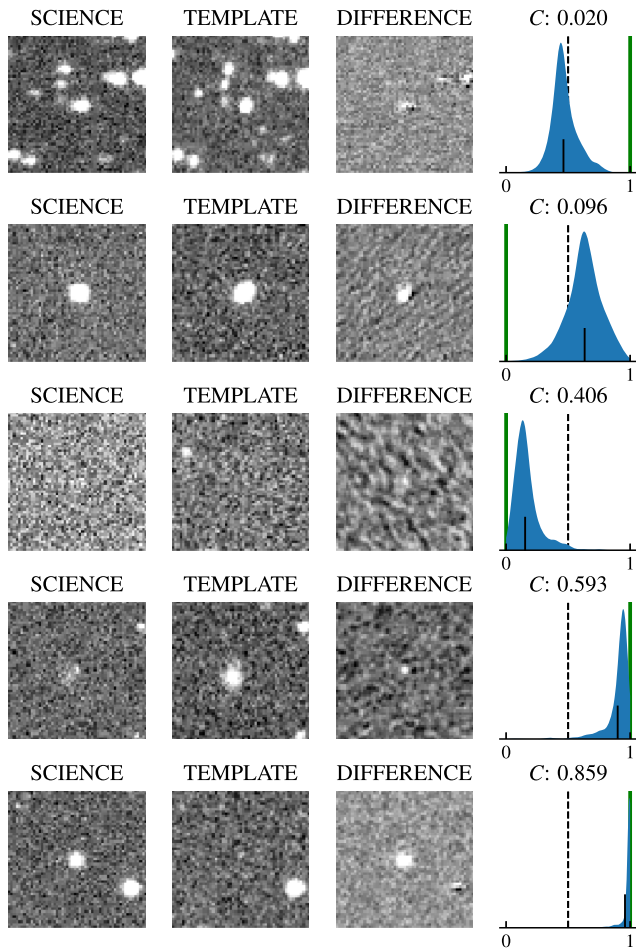 SCIENCE TEMPLATE DIFFERENCE C: 0.020
0 1
SCIENCE TEMPLATE DIFFERENCE C: 0.096
0 1
SCIENCE TEMPLATE DIFFERENCE C: 0.406
0 1
SCIENCE TEMPLATE DIFFERENCE C: 0.593
0 1
SCIENCE TEMPLATE DIFFERENCE C: 0.859
0 1